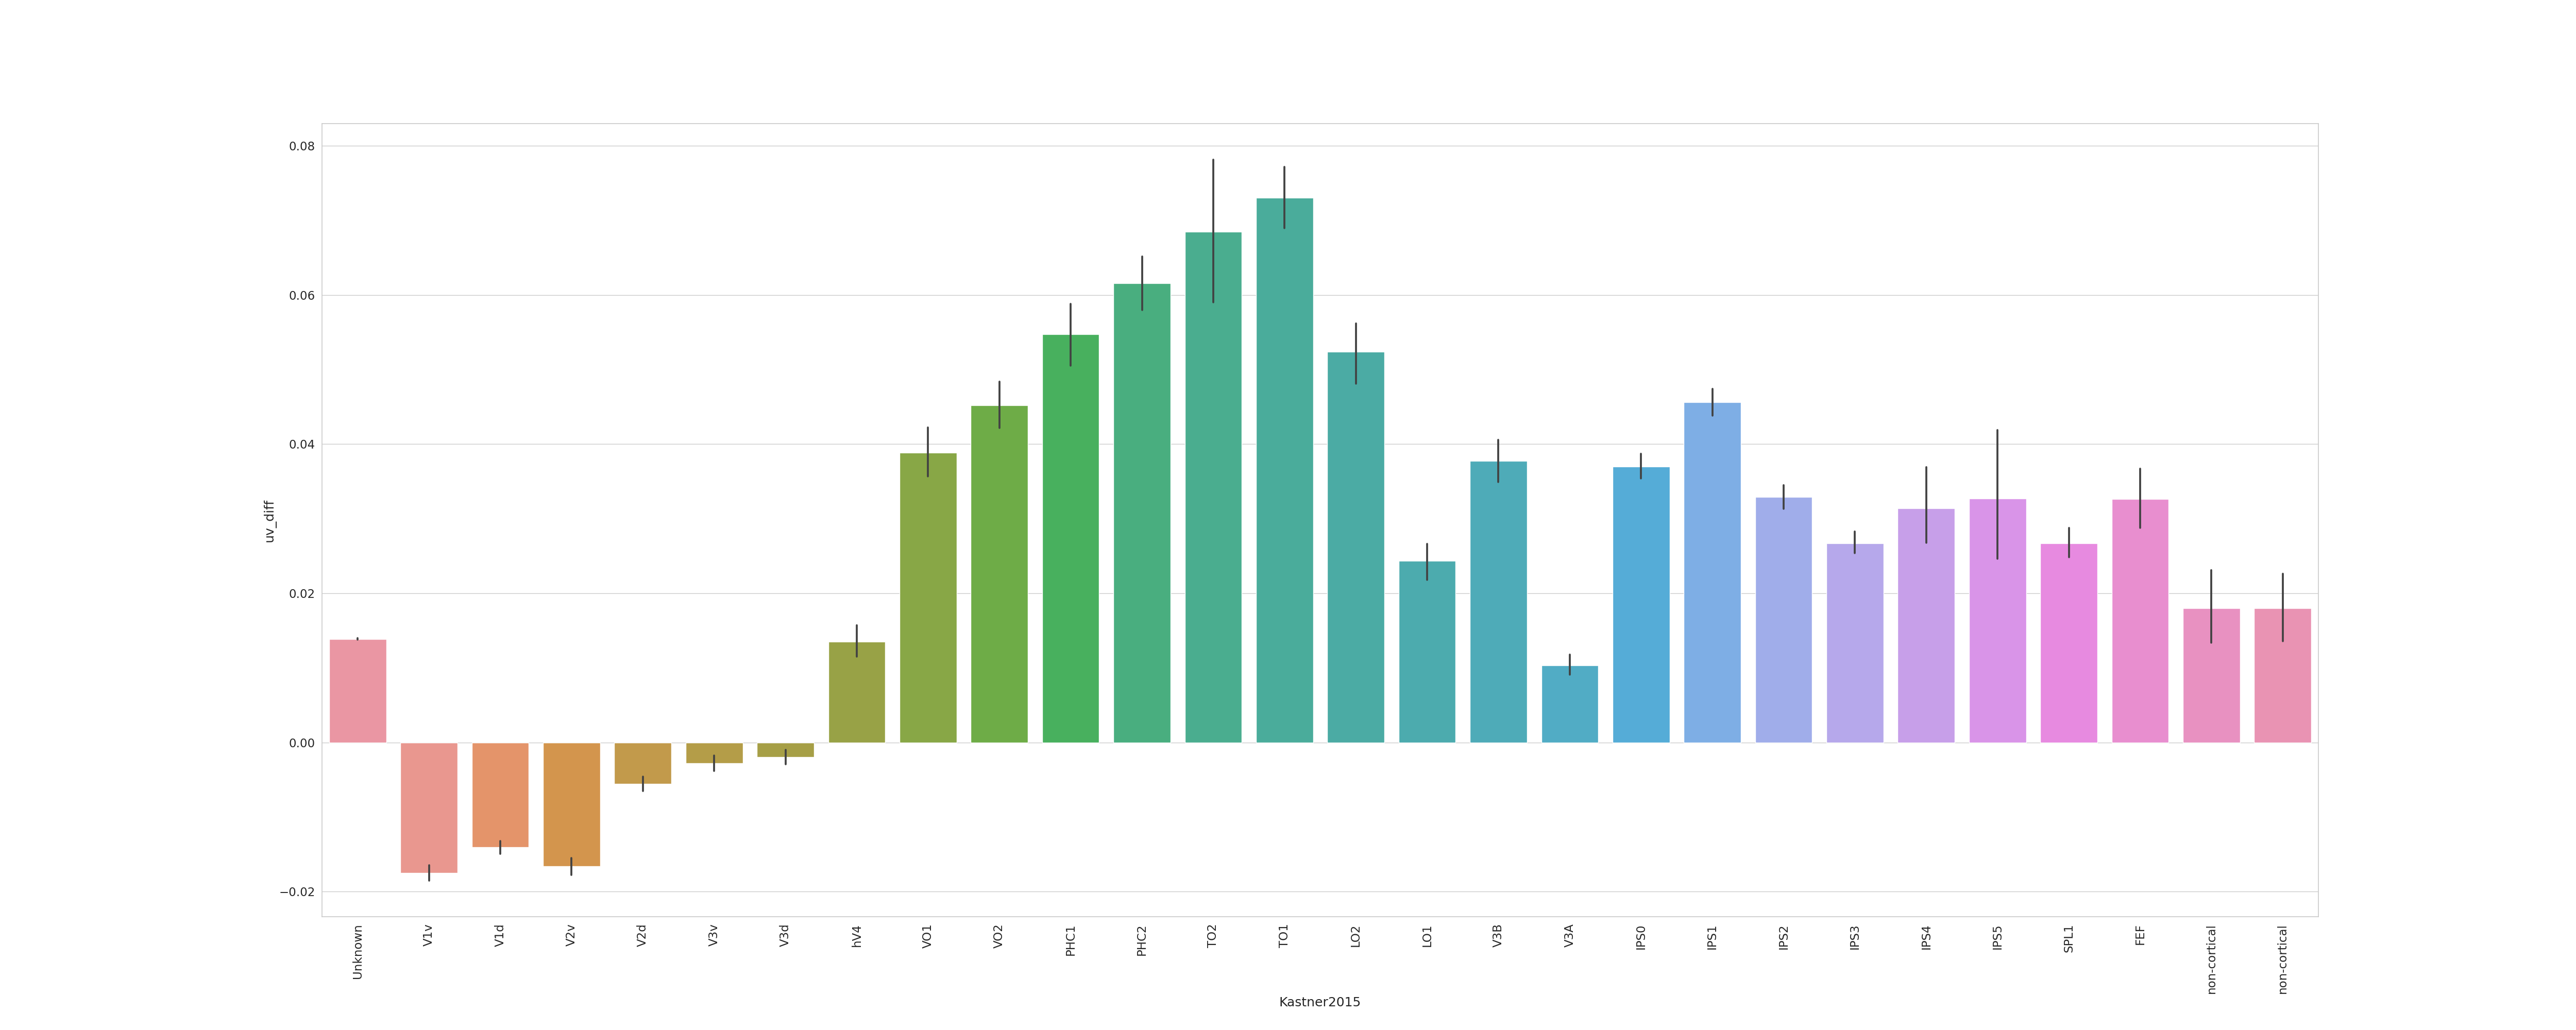 uv_diff
0.08
0.06
0.04
0.02
0.00
−0.02
Unknown
V1v
V1d
V2v
V2d
V3v
V3d
hV4
VO1
VO2
PHC1
PHC2
TO2
TO1
LO2
LO1
V3B
V3A
IPS0
IPS1
IPS2
IPS3
IPS4
IPS5
SPL1
FEF
non-cortical
non-cortical
Kastner2015